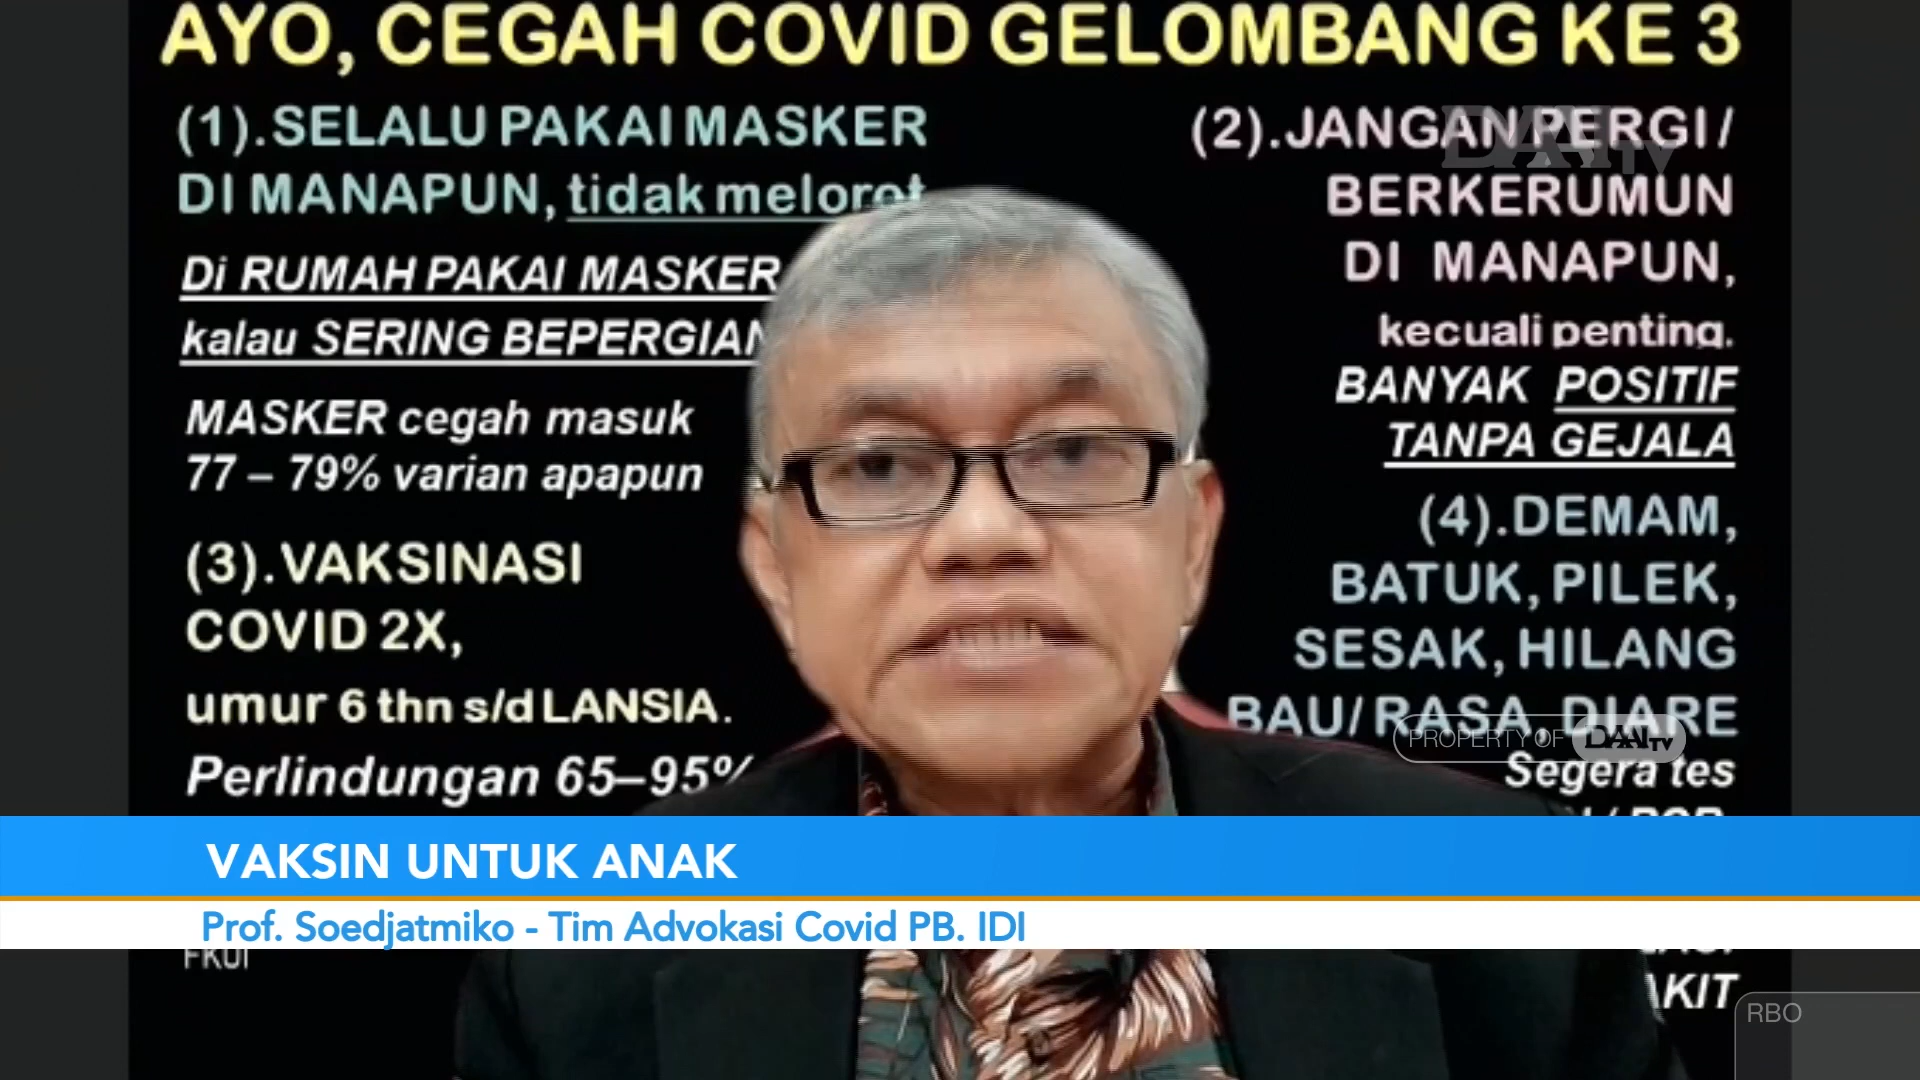 AYO, CEGAH COVID GELOMBANG KE 3
(1).SELALU PAKAI MASKER
DI MANAPUN, tidak melorot
Di RUMAH PAKAI MASKER
kalau SERING BEPERGIAN
MASKER cegah masuk
77 – 79% varian apapun
(3).VAKSINASI
COVID 2X,
umur 6 thn s/d LANSIA.
Perlindungan 65–95%
(2).JANGAN PERGI /
BERKERUMUN
DI MANAPUN,
kecuali penting.
BANYAK POSITIF
TANPA GEJALA
(4).DEMAM,
BATUK, PILEK,
SESAK, HILANG
BAU/ RASA, DIARE
Segera tes
DAAI TV
PROPERTY OF DAAI TV
VAKSIN UNTUK ANAK
Prof. Soedjatmiko - Tim Advokasi Covid PB. IDI
FKUI
RBO